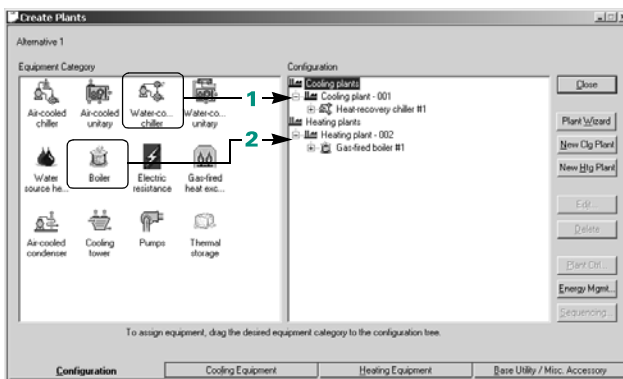 Create Plants
Alternative 1
Equipment Category
Configuration
Air-cooled chiller
Air-cooled unitary
Water-co... chiller
Water-co... unitary
Water source he...
Boiler
Electric resistance
Gas-fired heat exc...
Air-cooled condenser
Cooling tower
Pumps
Thermal storage
1
2
Cooling plants
Cooling plant - 001
Heat-recovery chiller #1
Heating plants
Heating plant - 002
Gas-fired boiler #1
Close
Plant Wizard
New Clg Plant
New Htg Plant
Edit...
Delete
Plant Ctrl...
Energy Mgmt...
Sequencing...
To assign equipment, drag the desired equipment category to the configuration tree.
Configuration
Cooling Equipment
Heating Equipment
Base Utility / Misc. Accessory